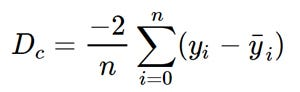 D_c = \frac{-2}{n} \sum_{i=0}^{n} (y_i - \bar{y}_i)